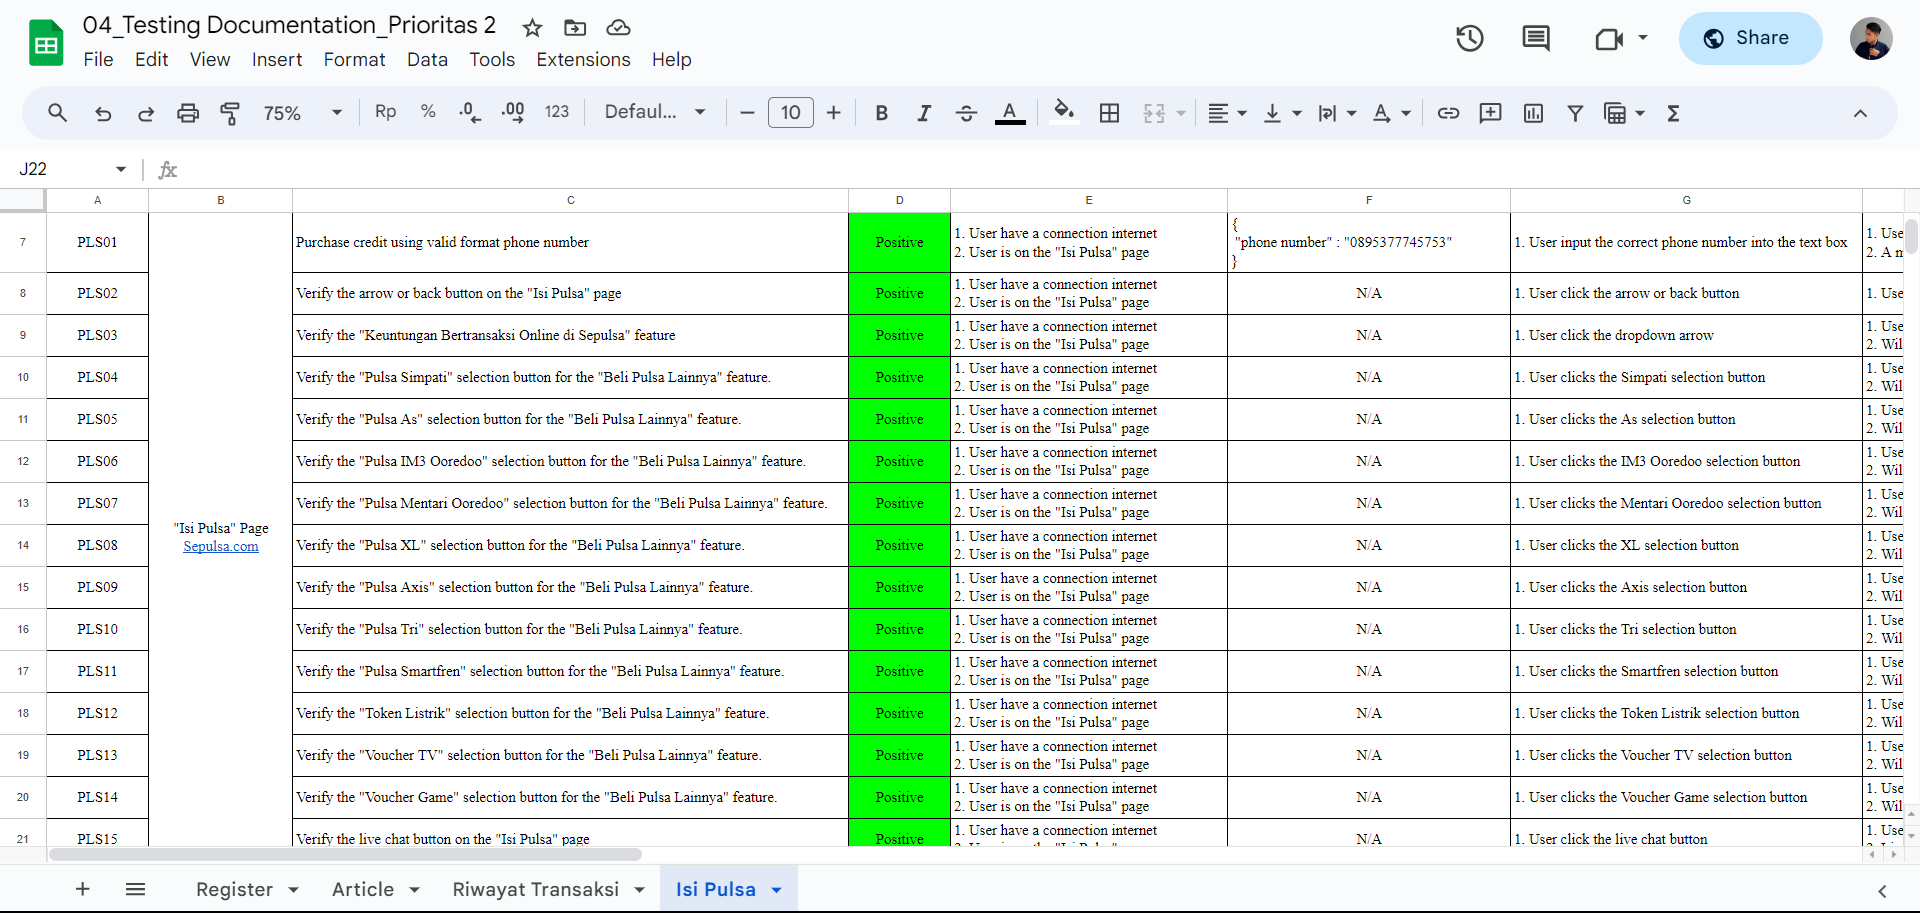 04_Testing Documentation_Prioritas 2
File Edit View Insert Format Data Tools Extensions Help
Share
75% Rp % .0 .00 123 Defaul... 10 B I S A Σ
J22 fx
A B C D E F G
7 PLS01 Purchase credit using valid format phone number Positive 1. User have a connection internet { 1. User input the correct phone number into the text box 1. Use
2. User is on the "Isi Pulsa" page "phone number" : "0895377745753" 2. A
}
"Isi Pulsa" Page
Sepulsa.com
8 PLS02 Verify the arrow or back button on the "Isi Pulsa" page Positive 1. User have a connection internet N/A 1. User click the arrow or back button 1. Use
2. User is on the "Isi Pulsa" page
9 PLS03 Verify the "Keuntungan Bertransaksi Online di Sepulsa" feature Positive 1. User have a connection internet N/A 1. User click the dropdown arrow 1. Use
2. User is on the "Isi Pulsa" page 2. Wil
10 PLS04 Verify the "Pulsa Simpati" selection button for the "Beli Pulsa Lainnya" feature. Positive 1. User have a connection internet N/A 1. User clicks the Simpati selection button 1. Use
2. User is on the "Isi Pulsa" page 2. Wil
11 PLS05 Verify the "Pulsa As" selection button for the "Beli Pulsa Lainnya" feature. Positive 1. User have a connection internet N/A 1. User clicks the As selection button 1. Use
2. User is on the "Isi Pulsa" page 2. Wil
12 PLS06 Verify the "Pulsa IM3 Ooredoo" selection button for the "Beli Pulsa Lainnya" feature. Positive 1. User have a connection internet N/A 1. User clicks the IM3 Ooredoo selection button 1. Use
2. User is on the "Isi Pulsa" page 2. Wil
13 PLS07 Verify the "Pulsa Mentari Ooredoo" selection button for the "Beli Pulsa Lainnya" feature. Positive 1. User have a connection internet N/A 1. User clicks the Mentari Ooredoo selection button 1. Use
2. User is on the "Isi Pulsa" page 2. Wil
14 PLS08 Verify the "Pulsa XL" selection button for the "Beli Pulsa Lainnya" feature. Positive 1. User have a connection internet N/A 1. User clicks the XL selection button 1. Use
2. User is on the "Isi Pulsa" page 2. Wil
15 PLS09 Verify the "Pulsa Axis" selection button for the "Beli Pulsa Lainnya" feature. Positive 1. User have a connection internet N/A 1. User clicks the Axis selection button 1. Use
2. User is on the "Isi Pulsa" page 2. Wil
16 PLS10 Verify the "Pulsa Tri" selection button for the "Beli Pulsa Lainnya" feature. Positive 1. User have a connection internet N/A 1. User clicks the Tri selection button 1. Use
2. User is on the "Isi Pulsa" page 2. Wil
17 PLS11 Verify the "Pulsa Smartfren" selection button for the "Beli Pulsa Lainnya" feature. Positive 1. User have a connection internet N/A 1. User clicks the Smartfren selection button 1. Use
2. User is on the "Isi Pulsa" page 2. Wil
18 PLS12 Verify the "Token Listrik" selection button for the "Beli Pulsa Lainnya" feature. Positive 1. User have a connection internet N/A 1. User clicks the Token Listrik selection button 1. Use
2. User is on the "Isi Pulsa" page 2. Wil
19 PLS13 Verify the "Voucher TV" selection button for the "Beli Pulsa Lainnya" feature. Positive 1. User have a connection internet N/A 1. User clicks the Voucher TV selection button 1. Use
2. User is on the "Isi Pulsa" page 2. Wil
20 PLS14 Verify the "Voucher Game" selection button for the "Beli Pulsa Lainnya" feature. Positive 1. User have a connection internet N/A 1. User clicks the Voucher Game selection button 1. Use
2. User is on the "Isi Pulsa" page 2. Wil
21 PLS15 Verify the live chat button on the "Isi Pulsa" page Positive 1. User have a connection internet N/A 1. User click the live chat button 1. Use
Register Article Riwayat Transaksi Isi Pulsa